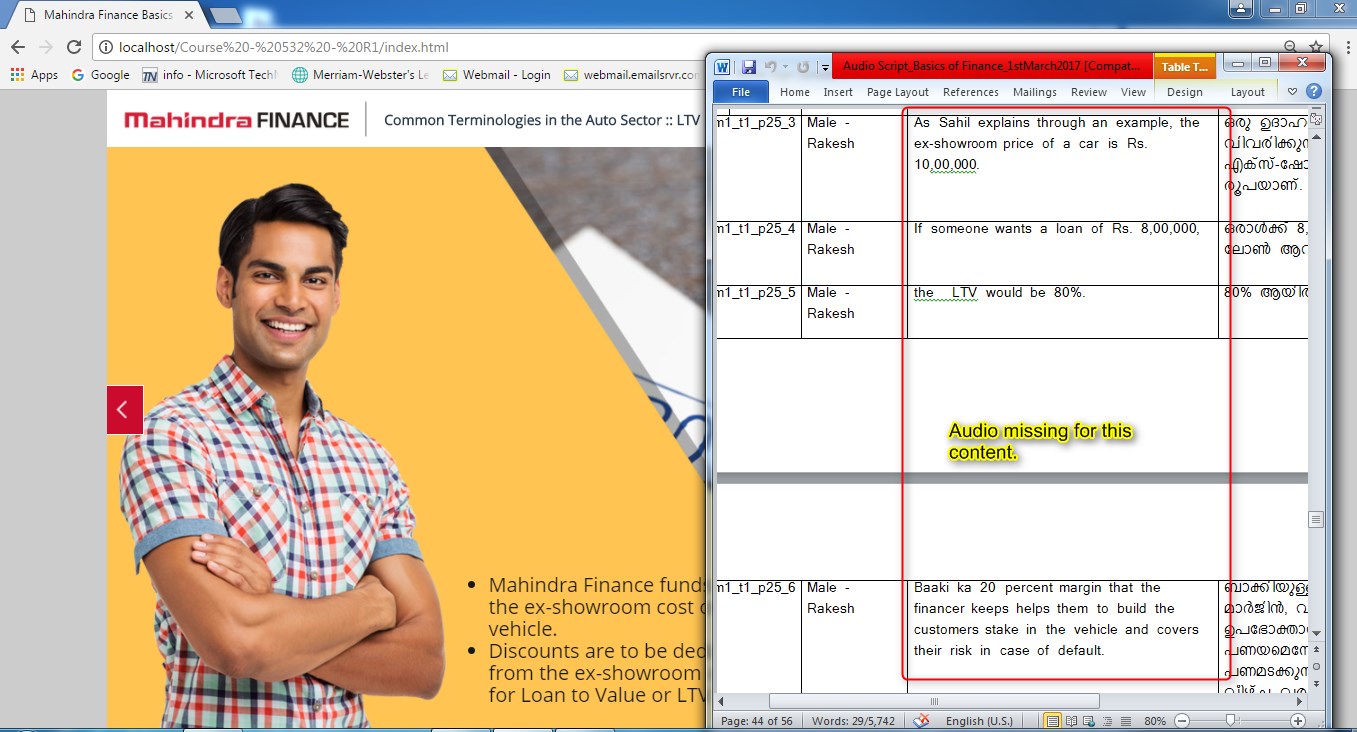 Mahindra Finance Basics
localhost/Course%20-%20532%20-%20R1/index.html
Apps Google info - Microsoft Tech Merriam-Webster's Le Webmail - Login webmail.emailsrvr.com
Mahindra FINANCE
Common Terminologies in the Auto Sector :: LTV
Mahindra Finance funds
the ex-showroom cost
vehicle.
Discounts are to be ded
from the ex-showroom
for Loan to Value or LTV
Audio Script_Basics of Finance_1stMarch2017 [Compat...
Table T...
File Home Insert Page Layout References Mailings Review View Design Layout
m1_t1_p25_3
Male -
Rakesh
As Sahil explains through an example, the
ex-showroom price of a car is Rs.
10,00,000.
ഒരു ഉദാഹ
വിവരിക്കുന
എക്സ്-ഷോ
രൂപയാണ്.
m1_t1_p25_4
Male -
Rakesh
If someone wants a loan of Rs. 8,00,000,
ഒരാൾക്ക് 8,
ലോൺ ആവ
m1_t1_p25_5
Male -
Rakesh
the LTV would be 80%.
80% ആയിര
Audio missing for this
content.
m1_t1_p25_6
Male -
Rakesh
Baaki ka 20 percent margin that the
financer keeps helps them to build the
customers stake in the vehicle and covers
their risk in case of default.
ബാക്കിയുള്ള
മാർജിൻ, വ
ഉപഭോക്താ
പണയമെന്ന
പണമടക്കുന
Page: 44 of 56 Words: 29/5,742 English (U.S.) 80%